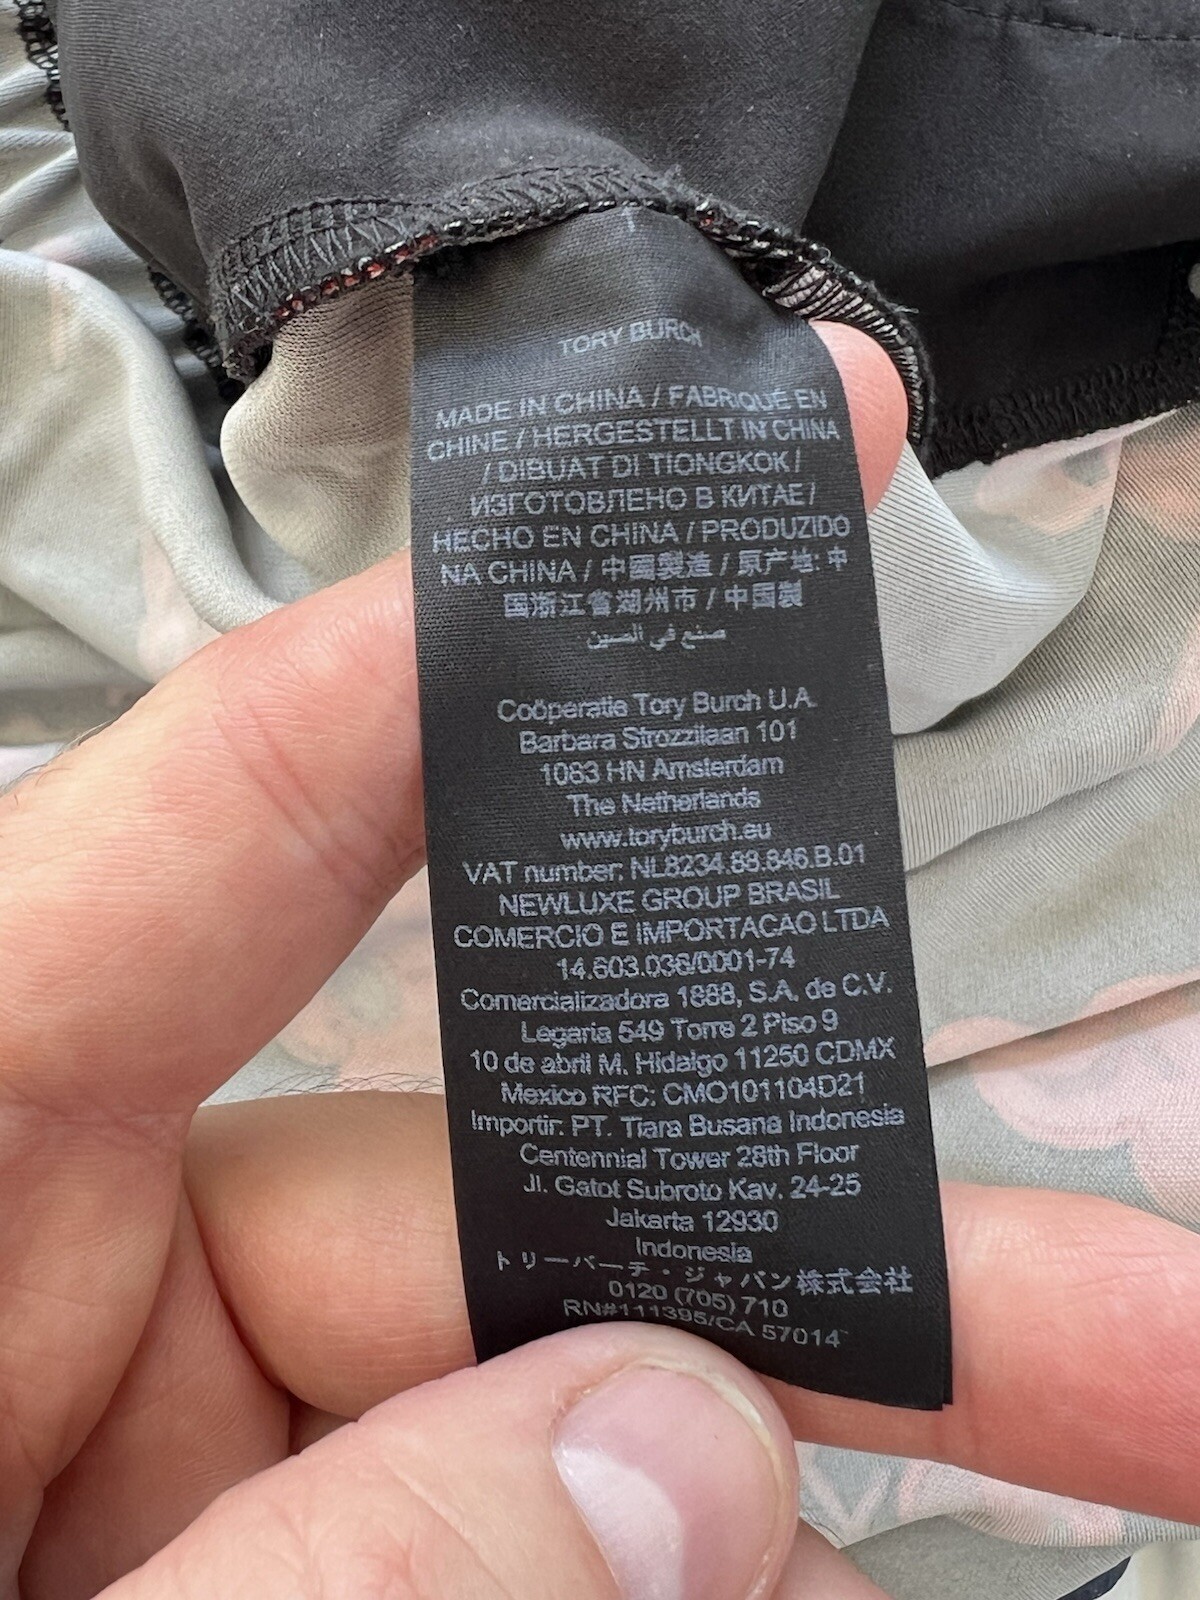 TORY BURCH
MADE IN CHINA / FABRIQUÉ EN
CHINE / HERGESTELLT IN CHINA
/ DIBUAT DI TIONGKOK /
ИЗГОТОВЛЕНО В КИТАЕ /
HECHO EN CHINA / PRODUZIDO
NA CHINA / 中國製造 / 原产地: 中
国浙江省湖州市 / 中国製
صنع في الصين
Coöperatie Tory Burch U.A.
Barbara Strozzilaan 101
1083 HN Amsterdam
The Netherlands
www.toryburch.eu
VAT number: NL8234.88.846.B.01
NEWLUXE GROUP BRASIL
COMERCIO E IMPORTACAO LTDA
14.603.036/0001-74
Comercializadora 1888, S.A. de C.V.
Legaria 549 Torre 2 Piso 9
10 de abril M. Hidalgo 11250 CDMX
Mexico RFC: CMO101104D21
Importir: PT. Tiara Busana Indonesia
Centennial Tower 28th Floor
Jl. Gatot Subroto Kav. 24-25
Jakarta 12930
Indonesia
トリーバーチ・ジャパン株式会社
0120 (705) 710
RN#111395/CA 57014